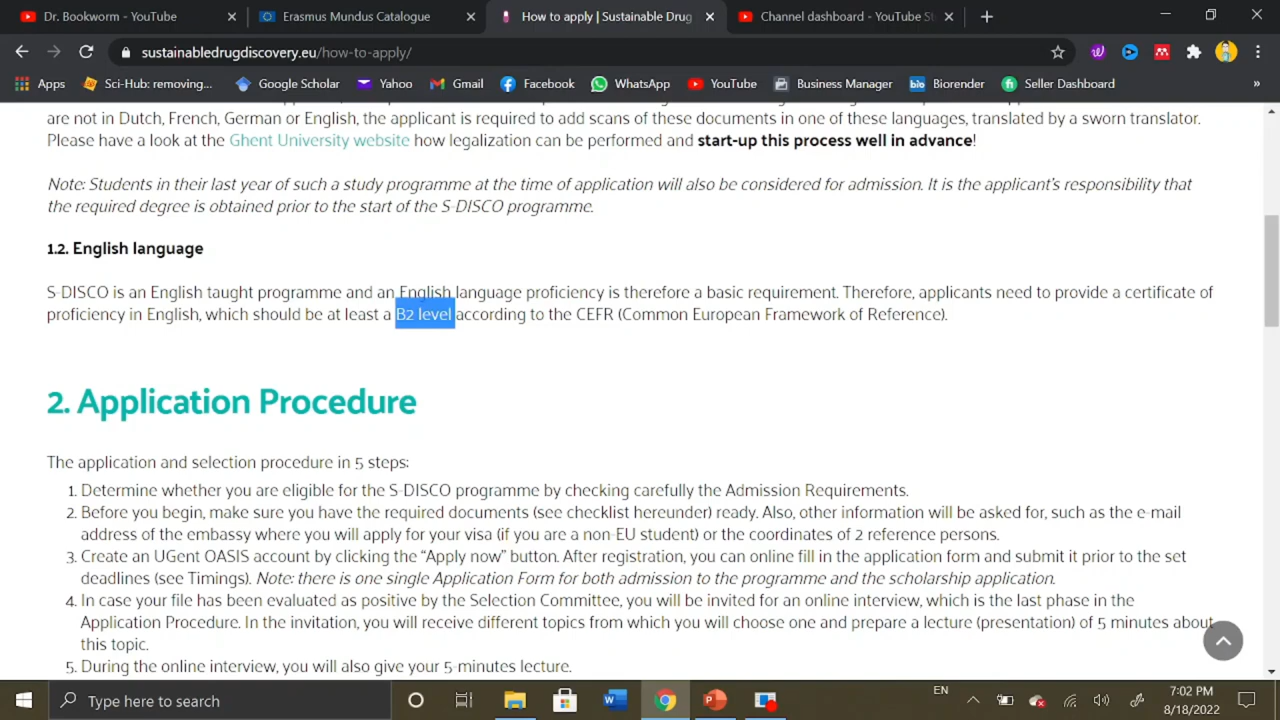 Dr. Bookworm - YouTube
Erasmus Mundus Catalogue
How to apply | Sustainable Drug
Channel dashboard - YouTube St
sustainabledrugdiscovery.eu/how-to-apply/
Apps
Sci-Hub: removing...
Google Scholar
Yahoo
Gmail
Facebook
WhatsApp
YouTube
Business Manager
bio
Biorender
fi
Seller Dashboard
»
are not in Dutch, French, German or English, the applicant is required to add scans of these documents in one of these languages, translated by a sworn translator.
Please have a look at the Ghent University website how legalization can be performed and start-up this process well in advance!
Note: Students in their last year of such a study programme at the time of application will also be considered for admission. It is the applicant's responsibility that
the required degree is obtained prior to the start of the S-DISCO programme.
1.2. English language
S-DISCO is an English taught programme and an English language proficiency is therefore a basic requirement. Therefore, applicants need to provide a certificate of
proficiency in English, which should be at least a B2 level according to the CEFR (Common European Framework of Reference).
2. Application Procedure
The application and selection procedure in 5 steps:
1. Determine whether you are eligible for the S-DISCO programme by checking carefully the Admission Requirements.
2. Before you begin, make sure you have the required documents (see checklist hereunder) ready. Also, other information will be asked for, such as the e-mail
address of the embassy where you will apply for your visa (if you are a non-EU student) or the coordinates of 2 reference persons.
3. Create an UGent OASIS account by clicking the “Apply now” button. After registration, you can online fill in the application form and submit it prior to the set
deadlines (see Timings). Note: there is one single Application Form for both admission to the programme and the scholarship application.
4. In case your file has been evaluated as positive by the Selection Committee, you will be invited for an online interview, which is the last phase in the
Application Procedure. In the invitation, you will receive different topics from which you will choose one and prepare a lecture (presentation) of 5 minutes about
this topic.
5. During the online interview, you will also give your 5-minutes lecture.
Type here to search
EN
7:02 PM
8/18/2022